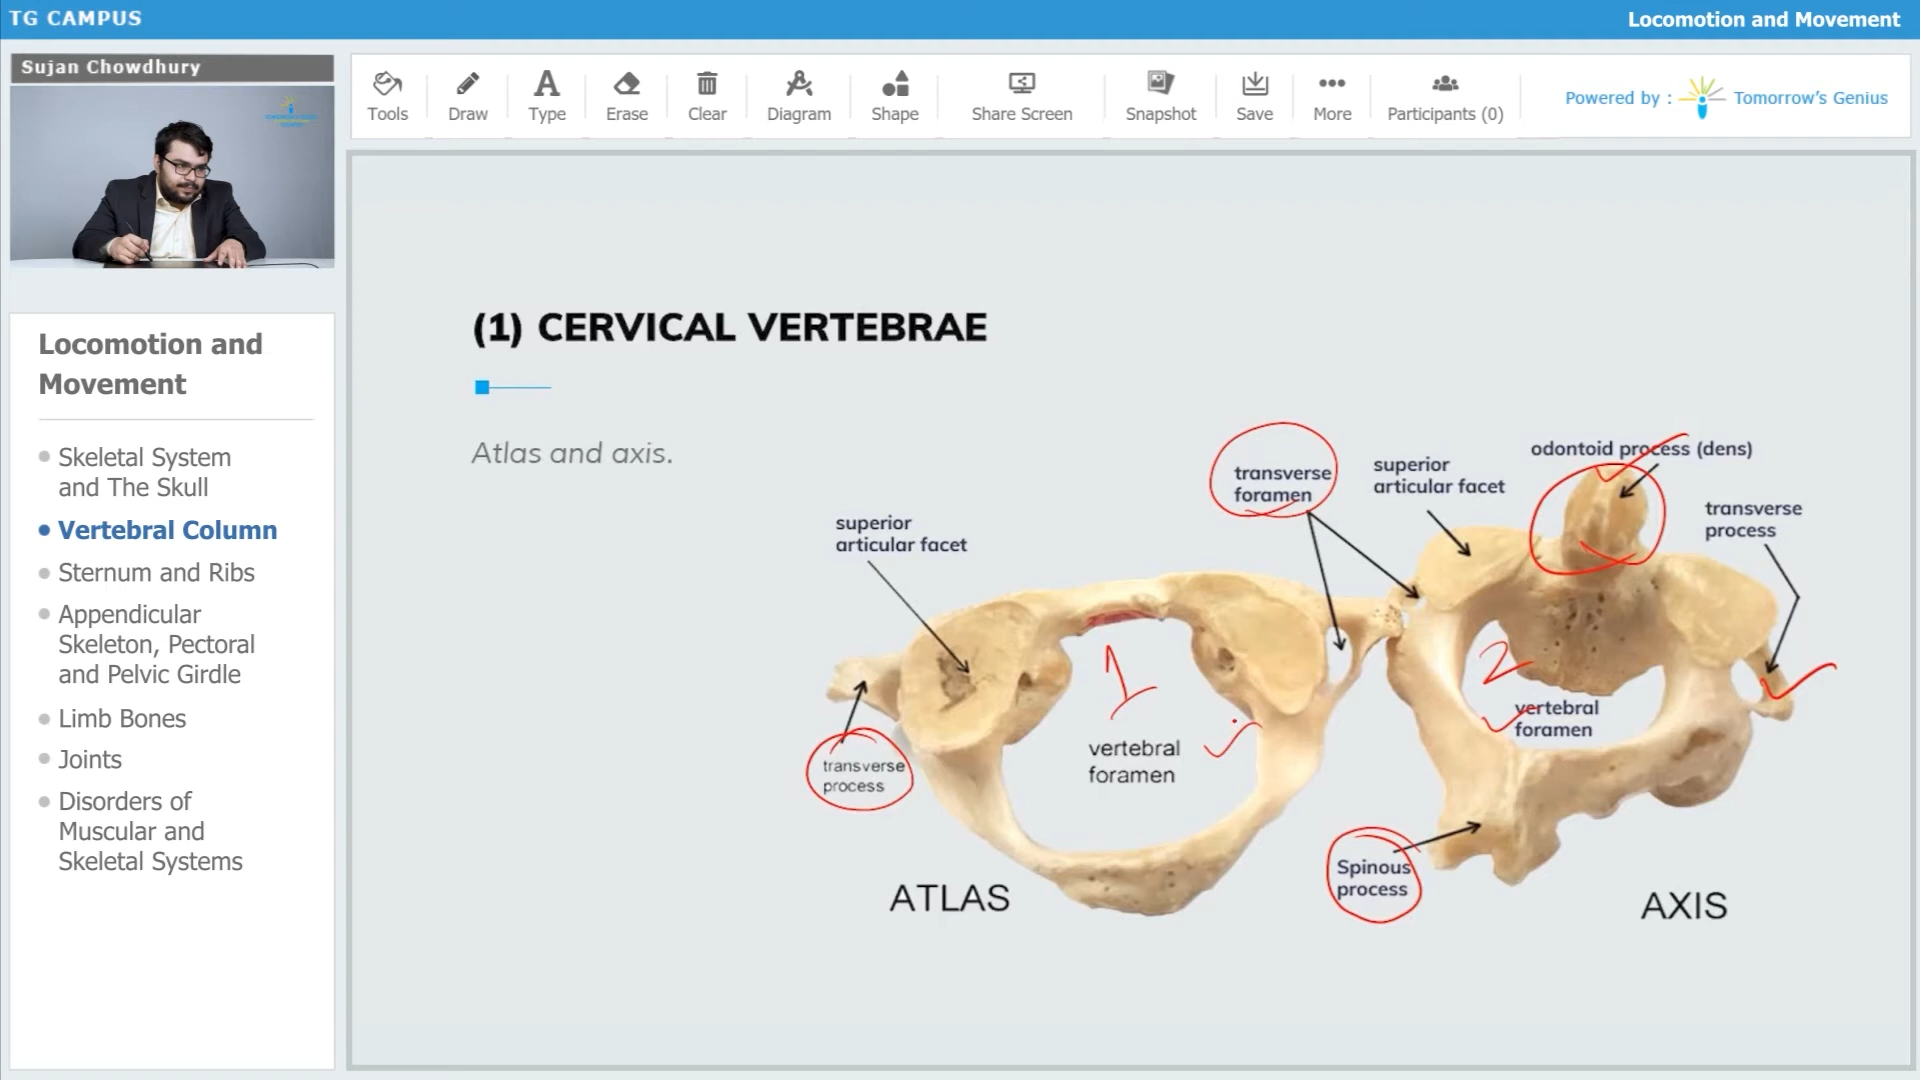 TG CAMPUS
Locomotion and Movement
Sujan Chowdhury
Tools
Draw
Type
Erase
Clear
Diagram
Shape
Share Screen
Snapshot
Save
More
Participants (0)
Powered by :
Tomorrow's Genius
Locomotion and
Movement
Skeletal System
and The Skull
Vertebral Column
Sternum and Ribs
Appendicular
Skeleton, Pectoral
and Pelvic Girdle
Limb Bones
Joints
Disorders of
Muscular and
Skeletal Systems
(1) CERVICAL VERTEBRAE
Atlas and axis.
superior
articular facet
transverse
foramen
superior
articular facet
odontoid process (dens)
transverse
process
1
2
transverse
process
vertebral
foramen
vertebral
foramen
Spinous
process
ATLAS
AXIS